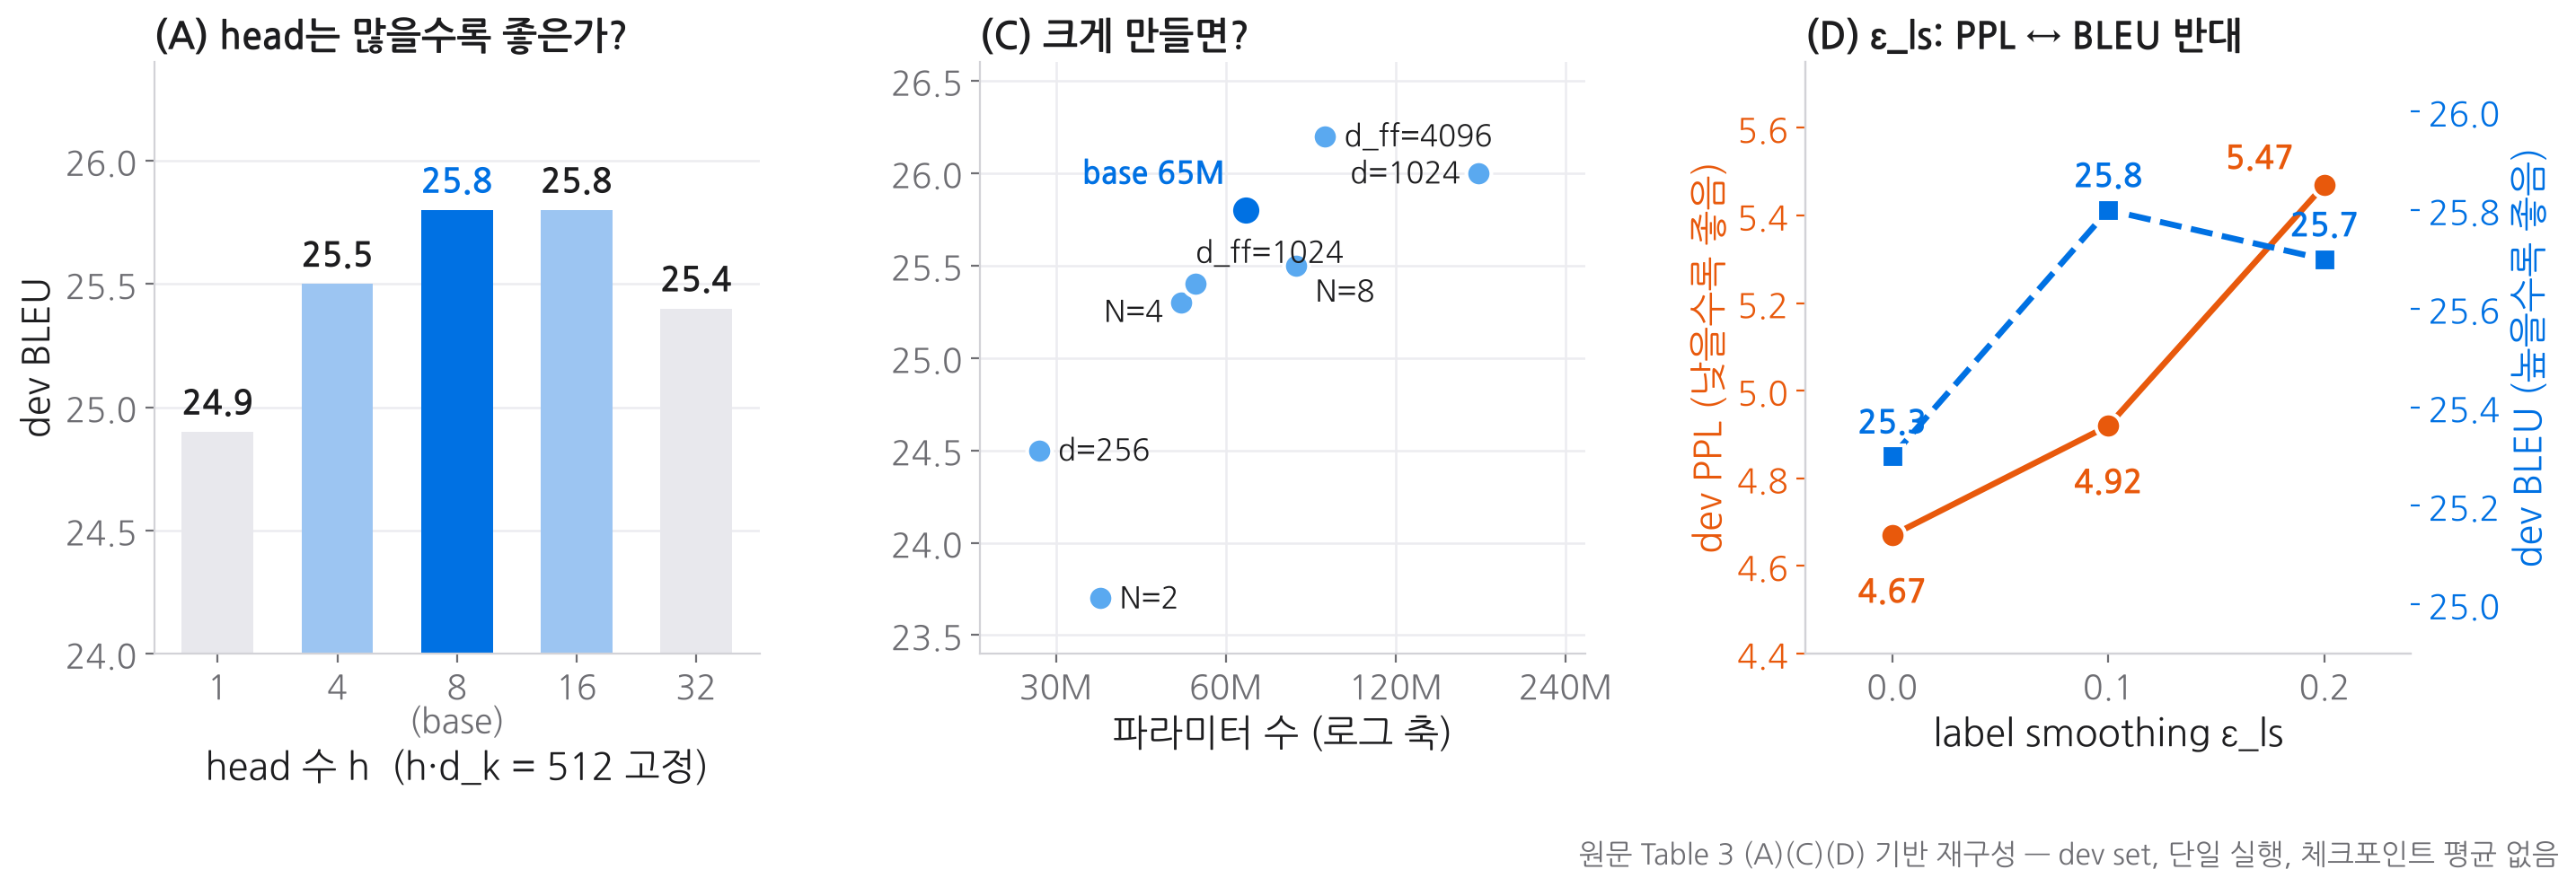 (A) head는 많을수록 좋은가?
dev BLEU
26.0
25.5
25.0
24.5
24.0
24.9
25.5
25.8
25.8
25.4
1
4
8
16
32
(base)
head 수 h (h·d_k = 512 고정)
(C) 크게 만들면?
26.5
26.0
25.5
25.0
24.5
24.0
23.5
d_ff=4096
base 65M
d=1024
d_ff=1024
N=8
N=4
d=256
N=2
30M
60M
120M
240M
파라미터 수 (로그 축)
(D) ε_ls: PPL ↔ BLEU 반대
dev PPL (낮을수록 좋음)
5.6
5.4
5.2
5.0
4.8
4.6
4.4
5.47
25.8
25.7
25.3
4.92
4.67
26.0
25.8
25.6
25.4
25.2
25.0
dev BLEU (높을수록 좋음)
0.0
0.1
0.2
label smoothing ε_ls
원문 Table 3 (A)(C)(D) 기반 재구성 — dev set, 단일 실행, 체크포인트 평균 없음